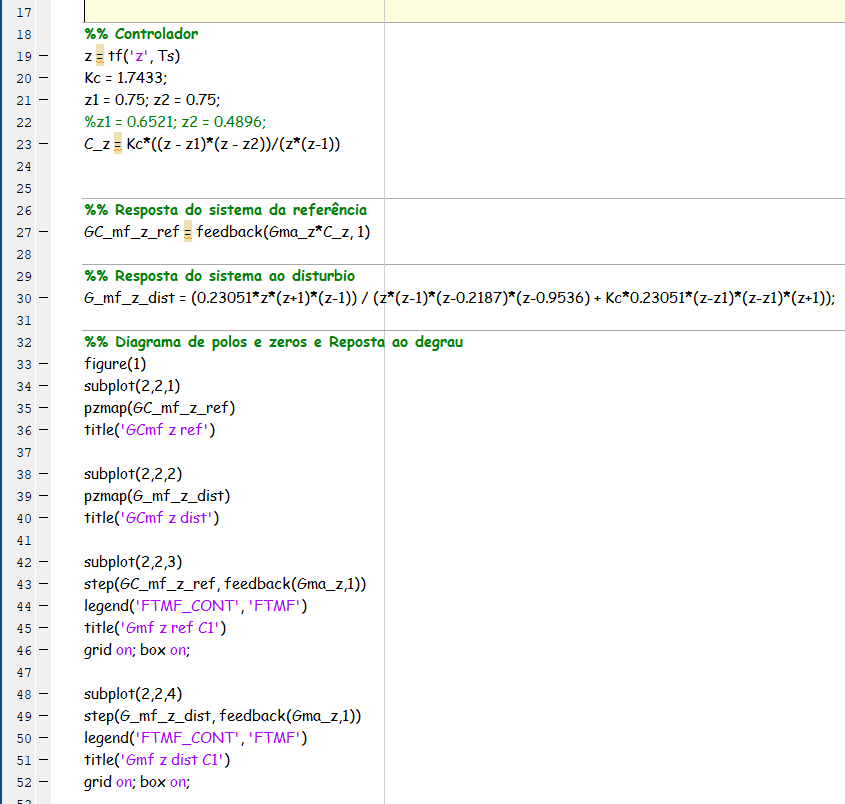 17
18 %% Controlador
19 – z = tf('z', Ts)
20 – Kc = 1.7433;
21 – z1 = 0.75; z2 = 0.75;
22 %z1 = 0.6521; z2 = 0.4896;
23 – C_z = Kc*((z - z1)*(z - z2))/(z*(z-1))
24
25
26 %% Resposta do sistema da referência
27 – GC_mf_z_ref = feedback(Gma_z*C_z, 1)
28
29 %% Resposta do sistema ao disturbio
30 – G_mf_z_dist = (0.23051*z*(z+1)*(z-1)) / (z*(z-1)*(z-0.2187)*(z-0.9536) + Kc*0.23051*(z-z1)*(z-z1)*(z+1));
31
32 %% Diagrama de polos e zeros e Reposta ao degrau
33 – figure(1)
34 – subplot(2,2,1)
35 – pzmap(GC_mf_z_ref)
36 – title('GCmf z ref')
37
38 – subplot(2,2,2)
39 – pzmap(G_mf_z_dist)
40 – title('GCmf z dist')
41
42 – subplot(2,2,3)
43 – step(GC_mf_z_ref, feedback(Gma_z,1))
44 – legend('FTMF_CONT', 'FTMF')
45 – title('Gmf z ref C1')
46 – grid on; box on;
47
48 – subplot(2,2,4)
49 – step(G_mf_z_dist, feedback(Gma_z,1))
50 – legend('FTMF_CONT', 'FTMF')
51 – title('Gmf z dist C1')
52 – grid on; box on;